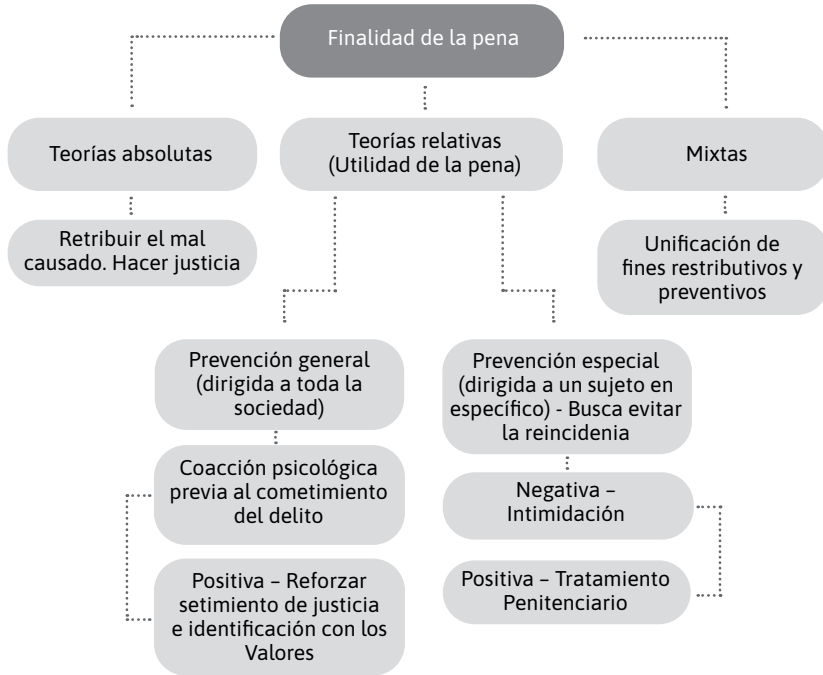 Finalidad de la pena
Teorías absolutas
Teorías relativas
(Utilidad de la pena)
Mixtas
Retribuir el mal
causado. Hacer justicia
Unificación de
fines restributivos y
preventivos
Prevención general
(dirigida a toda la
sociedad)
Prevención especial
(dirigida a un sujeto en
específico) - Busca evitar
la reincidenia
Coacción psicológica
previa al cometimiento
del delito
Negativa –
Intimidación
Positiva – Reforzar
setimiento de justicia
e identificación con los
Valores
Positiva – Tratamiento
Penitenciario